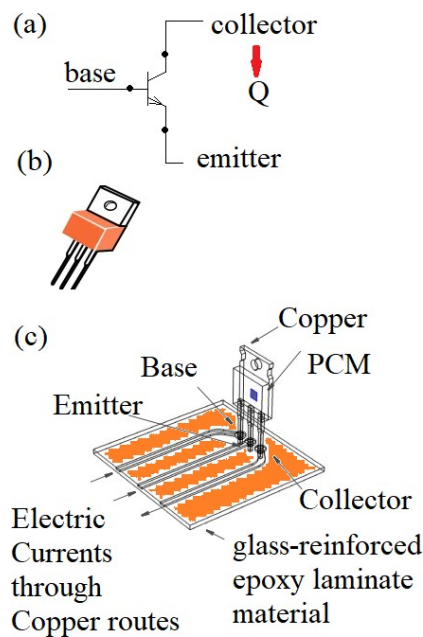 (a)
collector
base
Q
emitter
(b)
(c)
Copper
PCM
Base
Emitter
Collector
Electric
Currents
through
Copper routes
glass-reinforced
epoxy laminate
material